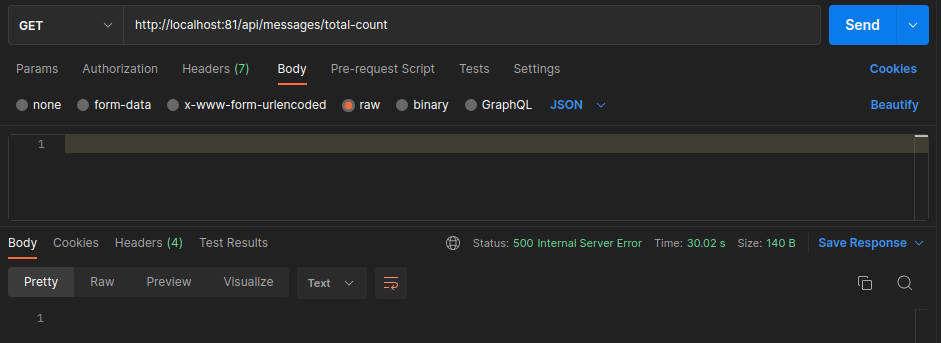 GET http://localhost:81/api/messages/total-count Send
Params Authorization Headers (7) Body Pre-request Script Tests Settings Cookies
none form-data x-www-form-urlencoded raw binary GraphQL JSON Beautify
1
Body Cookies Headers (4) Test Results Status: 500 Internal Server Error Time: 30.02 s Size: 140 B Save Response
Pretty Raw Preview Visualize Text
1